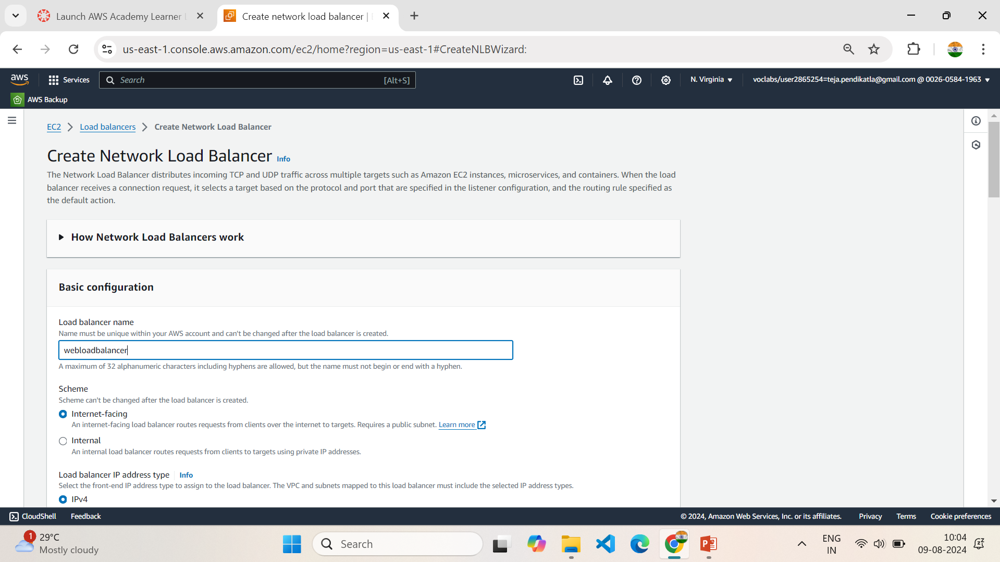 Launch AWS Academy Learner L
Create network load balancer |
us-east-1.console.aws.amazon.com/ec2/home?region=us-east-1#CreateNLBWizard:
aws
Services
Search
[Alt+S]
N. Virginia
voclabs/user2865254=teja.pendikatla@gmail.com @ 0026-0584-1963
AWS Backup
EC2
Load balancers
Create Network Load Balancer
Create Network Load Balancer Info
The Network Load Balancer distributes incoming TCP and UDP traffic across multiple targets such as Amazon EC2 instances, microservices, and containers. When the load
balancer receives a connection request, it selects a target based on the protocol and port that are specified in the listener configuration, and the routing rule specified as
the default action.
How Network Load Balancers work
Basic configuration
Load balancer name
Name must be unique within your AWS account and can't be changed after the load balancer is created.
webloadbalancer
A maximum of 32 alphanumeric characters including hyphens are allowed, but the name must not begin or end with a hyphen.
Scheme
Scheme can't be changed after the load balancer is created.
Internet-facing
An internet-facing load balancer routes requests from clients over the internet to targets. Requires a public subnet. Learn more
Internal
An internal load balancer routes requests from clients to targets using private IP addresses.
Load balancer IP address type Info
Select the front-end IP address type to assign to the load balancer. The VPC and subnets mapped to this load balancer must include the selected IP address types.
IPv4
CloudShell
Feedback
© 2024, Amazon Web Services, Inc. or its affiliates.
Privacy
Terms
Cookie preferences
1
29°C
Mostly cloudy
Search
ENG
IN
10:04
09-08-2024